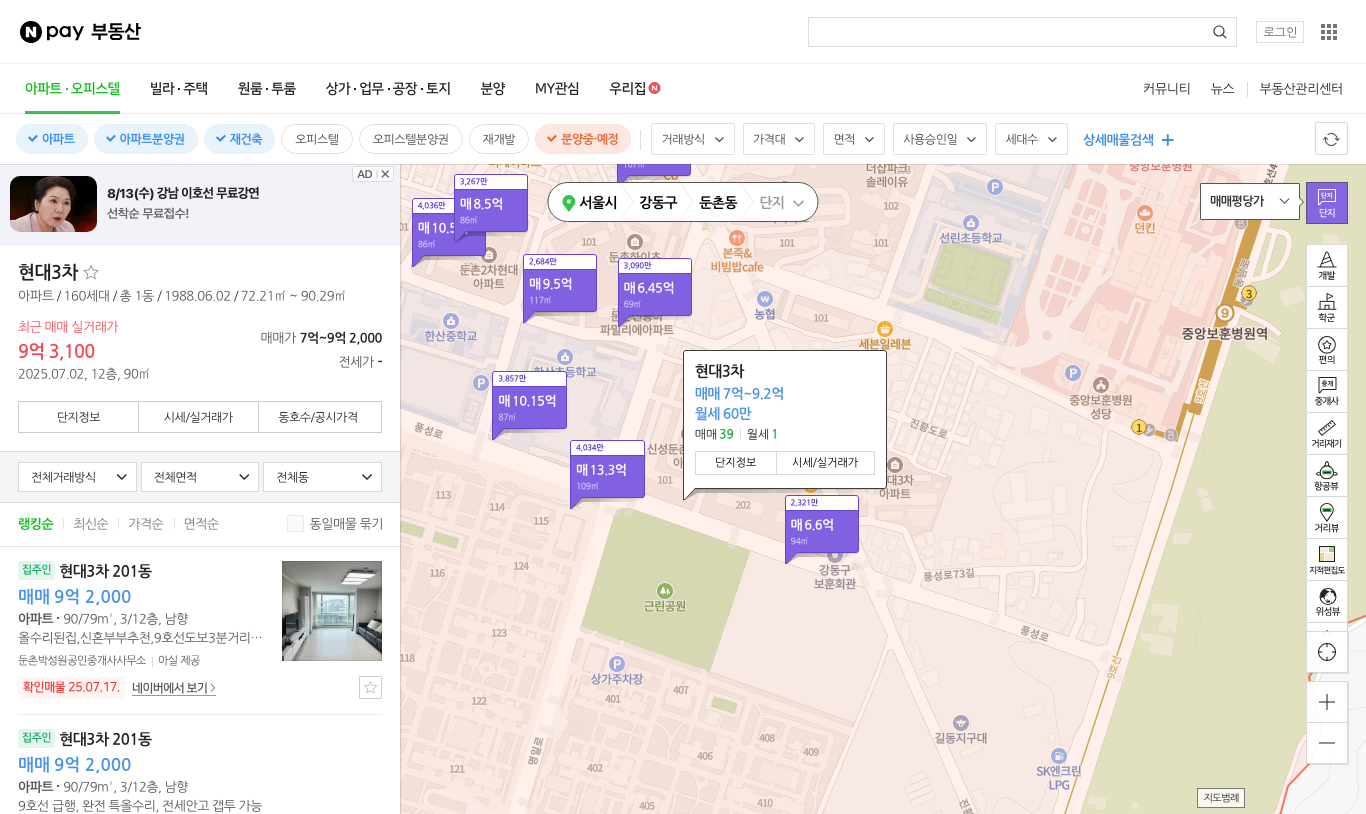 N pay 부동산
로그인
아파트·오피스텔 빌라·주택 원룸·투룸 상가·업무·공장·토지 분양 MY관심 우리집 N
커뮤니티 뉴스 부동산관리센터
아파트 아파트분양권 재건축 오피스텔 오피스텔분양권 재개발 분양중·예정 거래방식 가격대 면적 사용승인일 세대수 상세매물검색
AD
8/13(수) 강남 이호선 무료강연
선착순 무료접수!
현대3차
아파트 / 160세대 / 총 1동 / 1988.06.02 / 72.21㎡ ~ 90.29㎡
최근 매매 실거래가
9억 3,100
2025.07.02, 12층, 90㎡
매매가 7억~9억 2,000
전세가 -
단지정보 시세/실거래가 동호수/공시가격
전체거래방식 전체면적 전체동
랭킹순 최신순 가격순 면적순 동일매물 묶기
집주인 현대3차 201동
매매 9억 2,000
아파트 · 90/79m², 3/12층, 남향
올수리된집,신혼부부추천,9호선도보3분거리…
둔촌박성원공인중개사사무소 아실 제공
확인매물 25.07.17. 네이버에서 보기
집주인 현대3차 201동
매매 9억 2,000
아파트 · 90/79m², 3/12층, 남향
9호선 급행, 완전 특올수리, 전세안고 갭투 가능
서울시 강동구 둔촌동 단지
매매평당가
단지
단지
개발
학군
편의
중개
중개사
거리재기
항공뷰
거리뷰
지적편집도
위성뷰
지도범례
3,267만
매 8.5억
86㎡
4,036만
매 10.5
86㎡
2,684만
매 9.5억
117㎡
3,090만
매 6.45억
69㎡
3,857만
매 10.15억
87㎡
4,034만
매 13.3억
109㎡
2,321만
매 6.6억
94㎡
현대3차
매매 7억~9.2억
월세 60만
매매 39 월세 1
단지정보 시세/실거래가
둔촌2차현대
아파트
파밀리에아파트
본죽&
비빔밥cafe
농협
세븐일레븐
솔레이유
선린초등학교
중앙보훈병원
던킨
9
중앙보훈병원역
3
1
중앙보훈병원
성당
한산중학교
풍성로
진황도로
강동구
보훈회관
풍성로73길
풍성로
근린공원
상가주차장
명일로
길동지구대
SK엔크린
LPG
9호선
9호선
동남로
101
101
101
101
201
202
113
114
115
116
124
123
118
122
121
401
407
408
409
406
402
405
410